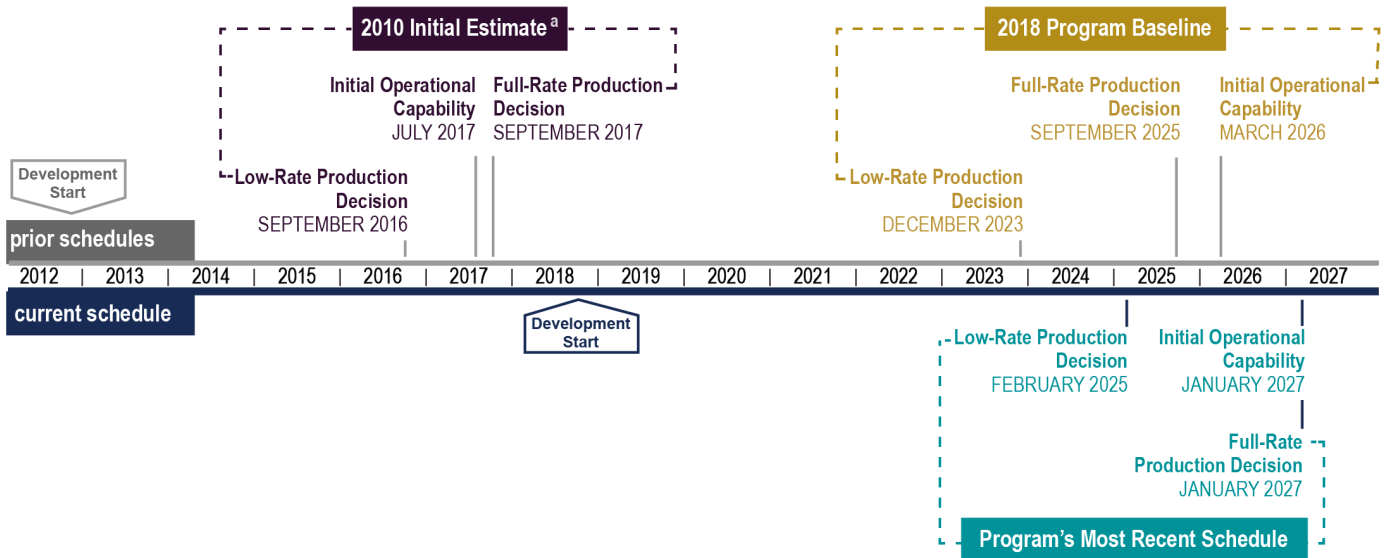 2010 Initial Estimate a
2018 Program Baseline
Initial Operational
Capability
JULY 2017
Full-Rate Production
Decision
SEPTEMBER 2017
Full-Rate Production
Decision
SEPTEMBER 2025
Initial Operational
Capability
MARCH 2026
Development
Start
Low-Rate Production
Decision
SEPTEMBER 2016
Low-Rate Production
Decision
DECEMBER 2023
prior schedules
2012 | 2013 | 2014 | 2015 | 2016 | 2017 | 2018 | 2019 | 2020 | 2021 | 2022 | 2023 | 2024 | 2025 | 2026 | 2027
current schedule
Development
Start
Low-Rate Production
Decision
FEBRUARY 2025
Initial Operational
Capability
JANUARY 2027
Full-Rate
Production Decision
JANUARY 2027
Program's Most Recent Schedule